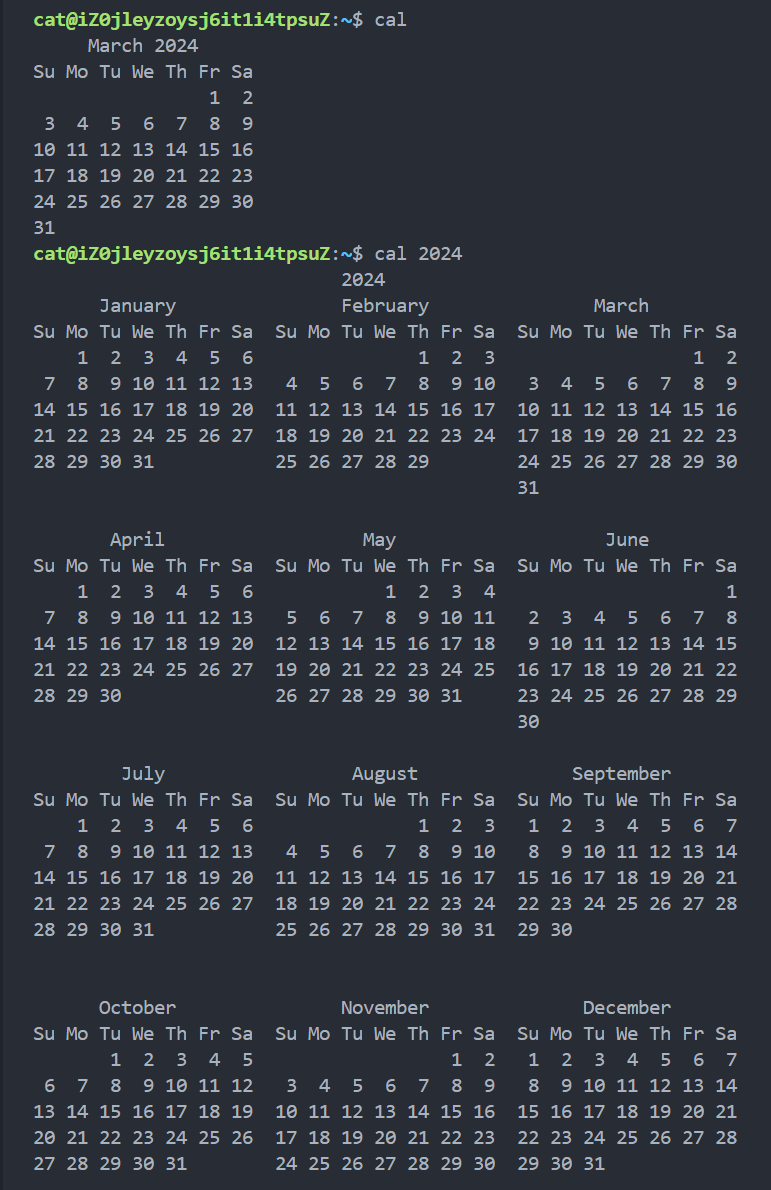 cat@iZ0jleyzoysj6it1i4tpsuZ:~$ cal
     March 2024
Su Mo Tu We Th Fr Sa
                1  2
 3  4  5  6  7  8  9
10 11 12 13 14 15 16
17 18 19 20 21 22 23
24 25 26 27 28 29 30
31
cat@iZ0jleyzoysj6it1i4tpsuZ:~$ cal 2024
                            2024
      January               February               March
Su Mo Tu We Th Fr Sa  Su Mo Tu We Th Fr Sa  Su Mo Tu We Th Fr Sa
    1  2  3  4  5  6               1  2  3                  1  2
 7  8  9 10 11 12 13   4  5  6  7  8  9 10   3  4  5  6  7  8  9
14 15 16 17 18 19 20  11 12 13 14 15 16 17  10 11 12 13 14 15 16
21 22 23 24 25 26 27  18 19 20 21 22 23 24  17 18 19 20 21 22 23
28 29 30 31           25 26 27 28 29        24 25 26 27 28 29 30
                                            31
       April                  May                   June
Su Mo Tu We Th Fr Sa  Su Mo Tu We Th Fr Sa  Su Mo Tu We Th Fr Sa
    1  2  3  4  5  6            1  2  3  4                     1
 7  8  9 10 11 12 13   5  6  7  8  9 10 11   2  3  4  5  6  7  8
14 15 16 17 18 19 20  12 13 14 15 16 17 18   9 10 11 12 13 14 15
21 22 23 24 25 26 27  19 20 21 22 23 24 25  16 17 18 19 20 21 22
28 29 30              26 27 28 29 30 31     23 24 25 26 27 28 29
                                            30
        July                 August              September
Su Mo Tu We Th Fr Sa  Su Mo Tu We Th Fr Sa  Su Mo Tu We Th Fr Sa
    1  2  3  4  5  6               1  2  3   1  2  3  4  5  6  7
 7  8  9 10 11 12 13   4  5  6  7  8  9 10   8  9 10 11 12 13 14
14 15 16 17 18 19 20  11 12 13 14 15 16 17  15 16 17 18 19 20 21
21 22 23 24 25 26 27  18 19 20 21 22 23 24  22 23 24 25 26 27 28
28 29 30 31           25 26 27 28 29 30 31  29 30
      October               November              December
Su Mo Tu We Th Fr Sa  Su Mo Tu We Th Fr Sa  Su Mo Tu We Th Fr Sa
       1  2  3  4  5                  1  2   1  2  3  4  5  6  7
 6  7  8  9 10 11 12   3  4  5  6  7  8  9   8  9 10 11 12 13 14
13 14 15 16 17 18 19  10 11 12 13 14 15 16  15 16 17 18 19 20 21
20 21 22 23 24 25 26  17 18 19 20 21 22 23  22 23 24 25 26 27 28
27 28 29 30 31        24 25 26 27 28 29 30  29 30 31